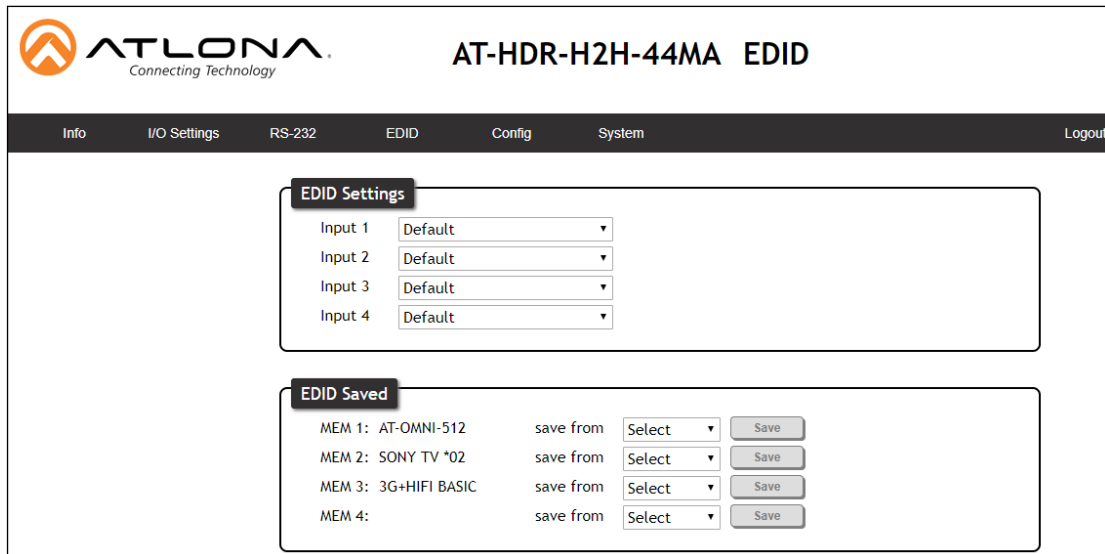 ATLONA.
Connecting Technology
AT-HDR-H2H-44MA EDID
Info I/O Settings RS-232 EDID Config System Logout
EDID Settings
Input 1 Default
Input 2 Default
Input 3 Default
Input 4 Default
EDID Saved
MEM 1: AT-OMNI-512 save from Select Save
MEM 2: SONY TV *02 save from Select Save
MEM 3: 3G+HIFI BASIC save from Select Save
MEM 4: save from Select Save